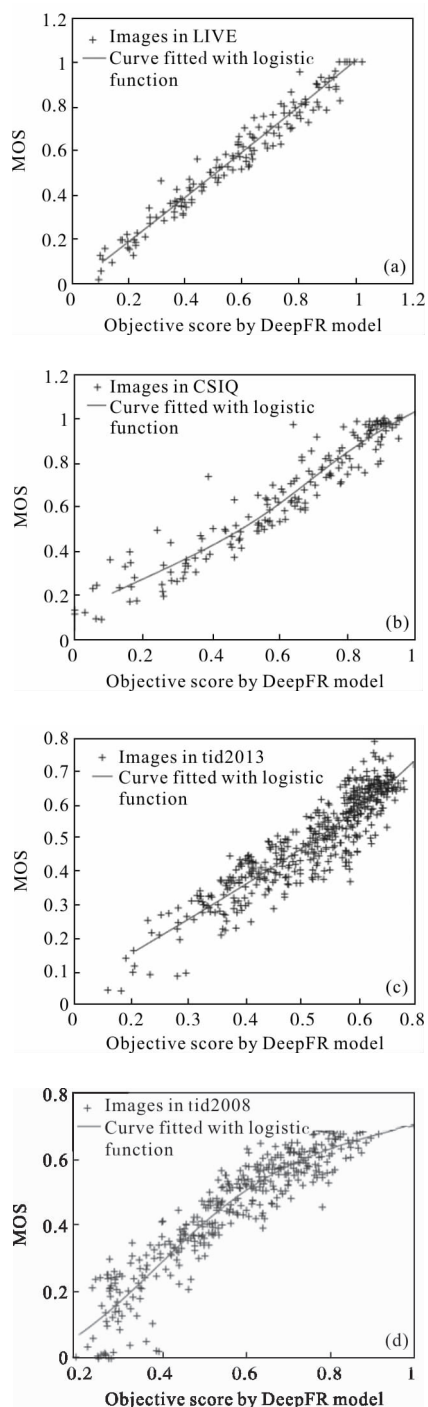 1.2
Images in LIVE
Curve fitted with logistic
function
1.0
0.8
0.6
0.4
0.2
0
MOS
(a)
0 0.2 0.4 0.6 0.8 1 1.2
Objective score by DeepFR model
1.2
Images in CSIQ
Curve fitted with logistic
function
1
0.8
0.6
0.4
0.2
0
MOS
(b)
0 0.2 0.4 0.6 0.8 1
Objective score by DeepFR model
0.8
Images in tid2013
Curve fitted with logistic
function
0.7
0.6
0.5
0.4
0.3
0.2
0.1
0
MOS
(c)
0 0.2 0.3 0.4 0.5 0.6 0.8
Objective score by DeepFR model
0.8
Images in tid2008
Curve fitted with logistic
function
0.6
0.4
0.2
0
MOS
(d)
0.2 0.4 0.6 0.8 1
Objective score by DeepFR model